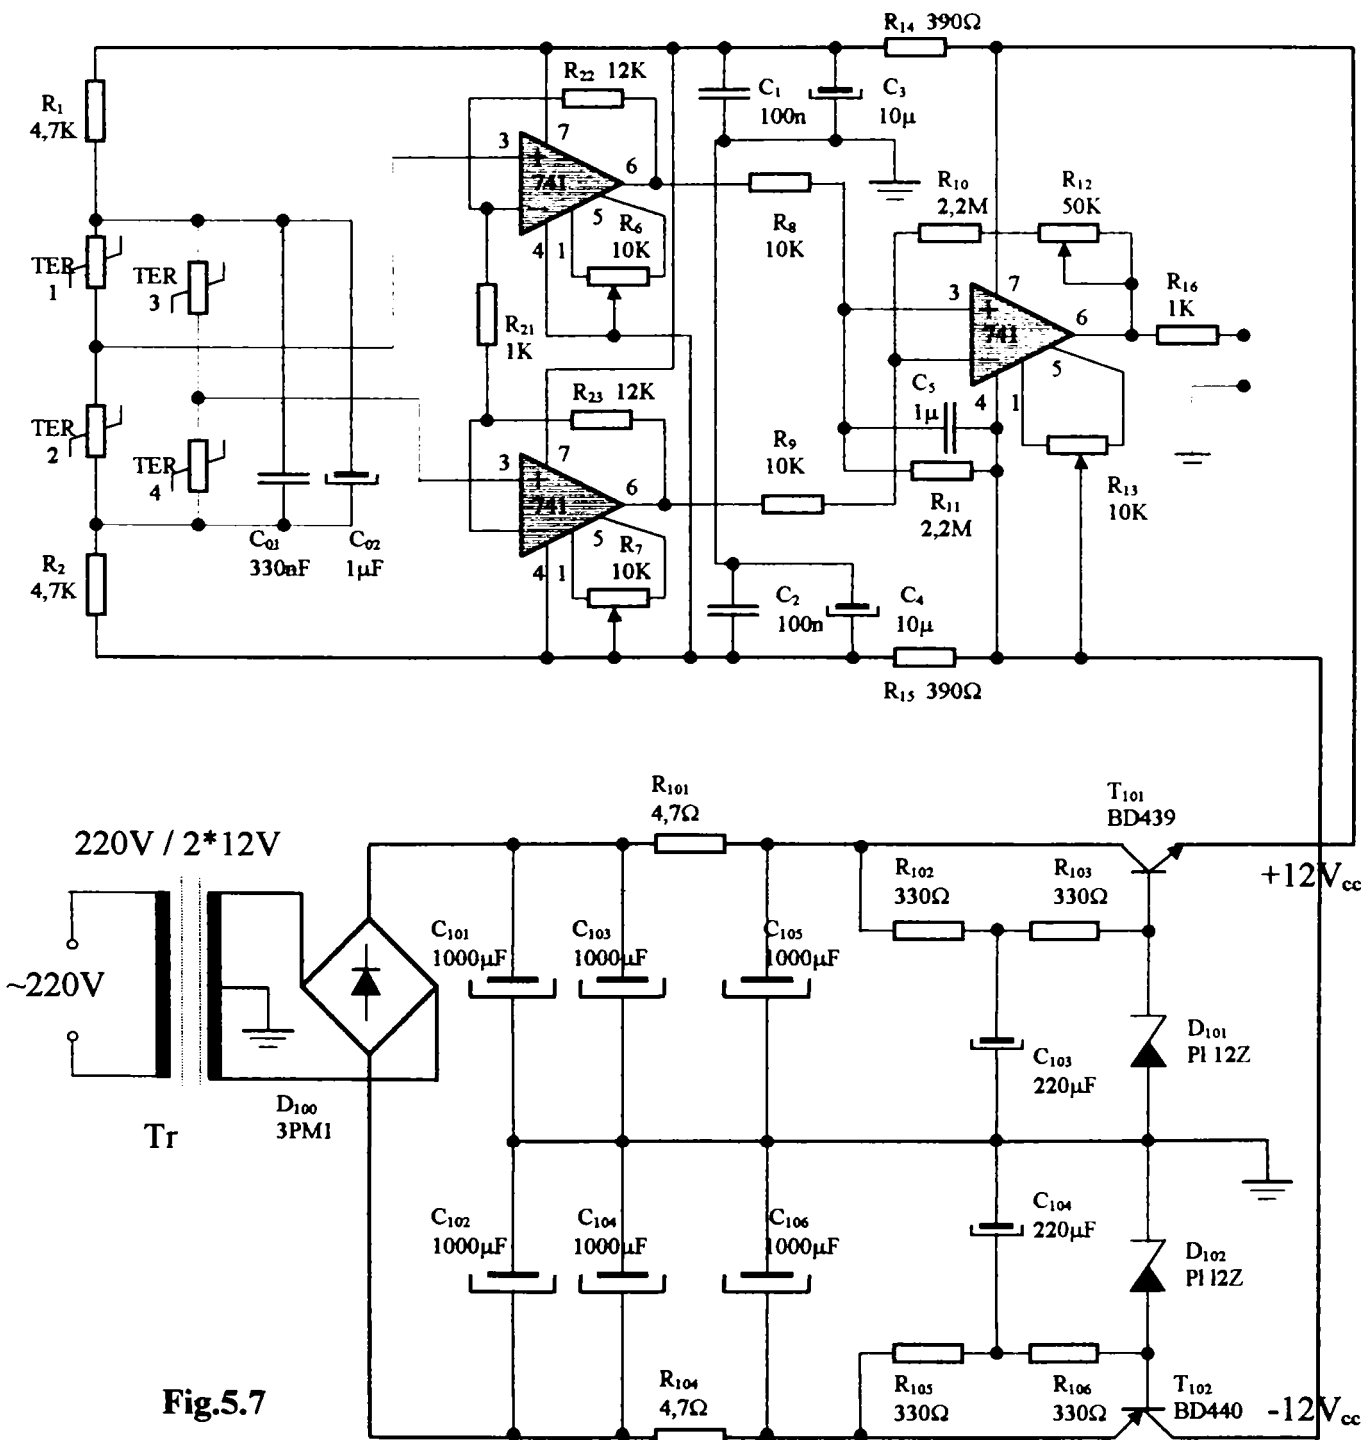 R14 390Ω
R22 12K
C1
100n
C3
10μ
R1
4,7K
3
7
741
6
5
4
1
R6
10K
R8
10K
R10
2,2M
R12
50K
TER
1
TER
3
R21
1K
3
7
741
6
5
4
1
R16
1K
TER
2
TER
4
R23 12K
C5
1μ
R9
10K
R11
2,2M
R13
10K
3
7
741
6
5
4
1
R7
10K
R2
4,7K
C01
330nF
C02
1μF
C2
100n
C4
10μ
R15 390Ω
R101
4,7Ω
T101
BD439
220V / 2*12V
R102
330Ω
R103
330Ω
+12Vcc
C101
1000μF
C103
1000μF
C105
1000μF
~220V
C103
220μF
D101
Pl 12Z
Tr
D100
3PM1
C102
1000μF
C104
1000μF
C106
1000μF
C104
220μF
D102
Pl 12Z
Fig.5.7
R104
4,7Ω
R105
330Ω
R106
330Ω
T102
BD440
-12Vcc